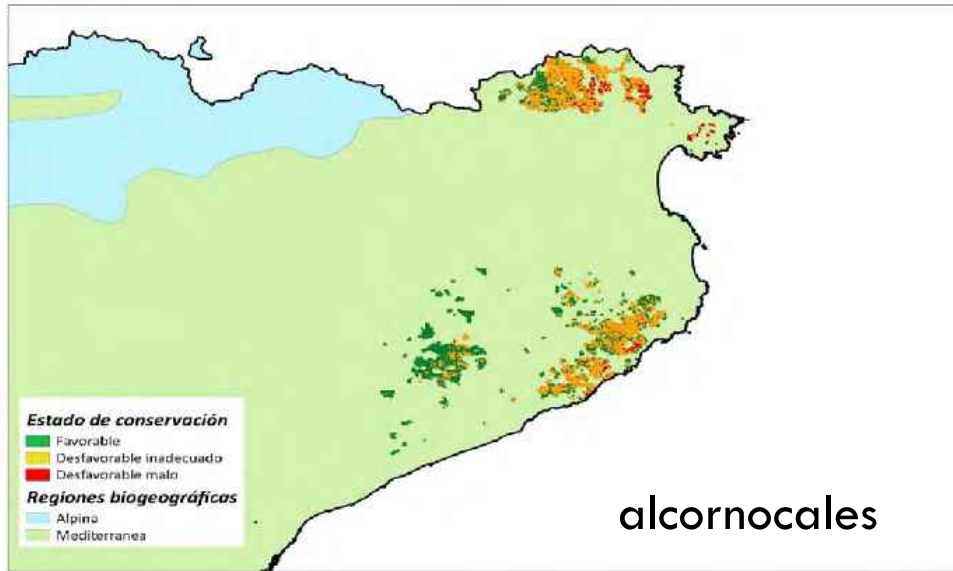 Estado de conservación
Favorable
Desfavorable inadecuado
Desfavorable malo
Regiones biogeográficas
Alpina
Mediterranea
alcornocales